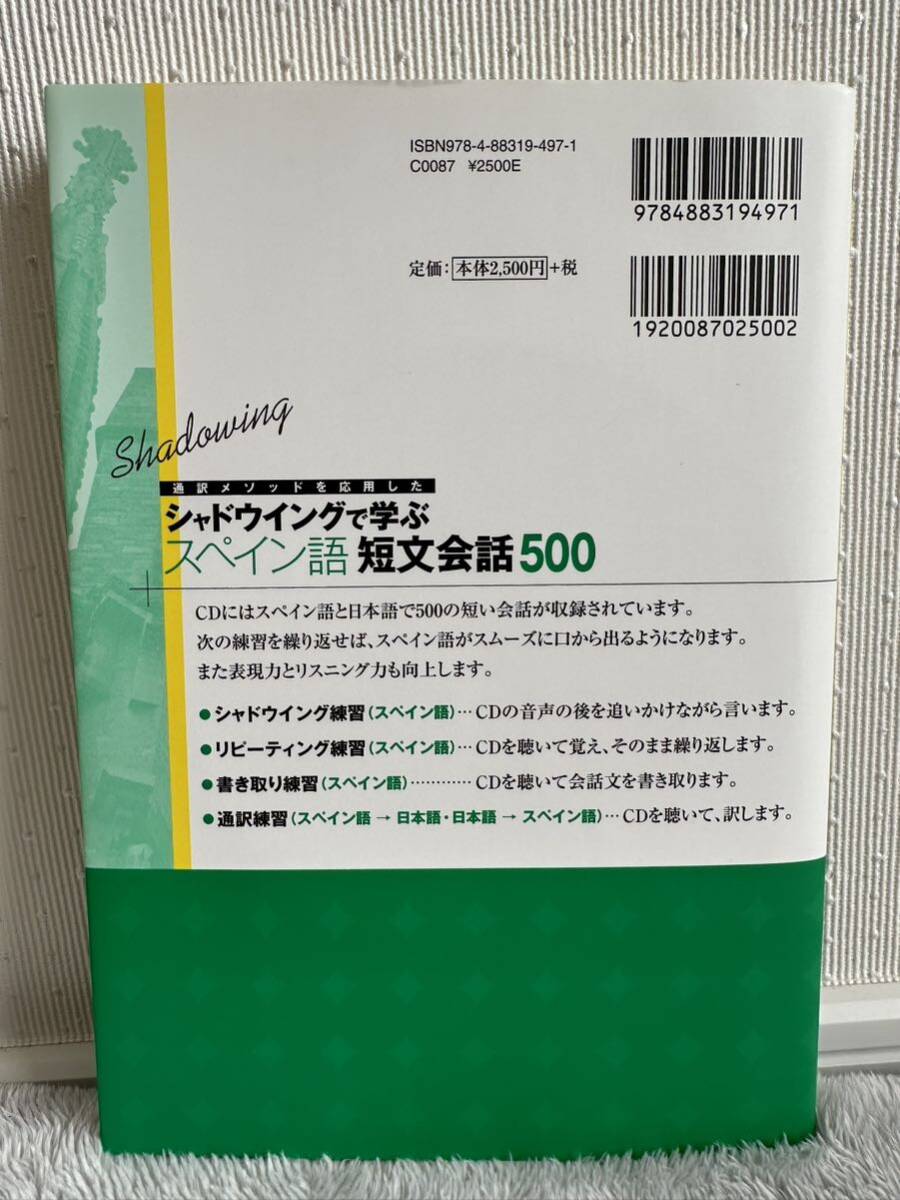 ISBN978-4-88319-497-1
C0087 ¥2500E
9784883194971
定価:本体2,500円+税
1920087025002
Shadowing
通訳メソッドを応用した
シャドウイングで学ぶ
スペイン語 短文会話500
CDにはスペイン語と日本語で500の短い会話が収録されています。
次の練習を繰り返せば、スペイン語がスムーズに口から出るようになります。
また表現力とリスニング力も向上します。
●シャドウイング練習(スペイン語)…CDの音声の後を追いかけながら言います。
●リピーティング練習(スペイン語)…CDを聴いて覚え、そのまま繰り返します。
●書き取り練習(スペイン語)…………CDを聴いて会話文を書き取ります。
●通訳練習(スペイン語→日本語・日本語→スペイン語)…CDを聴いて、訳します。